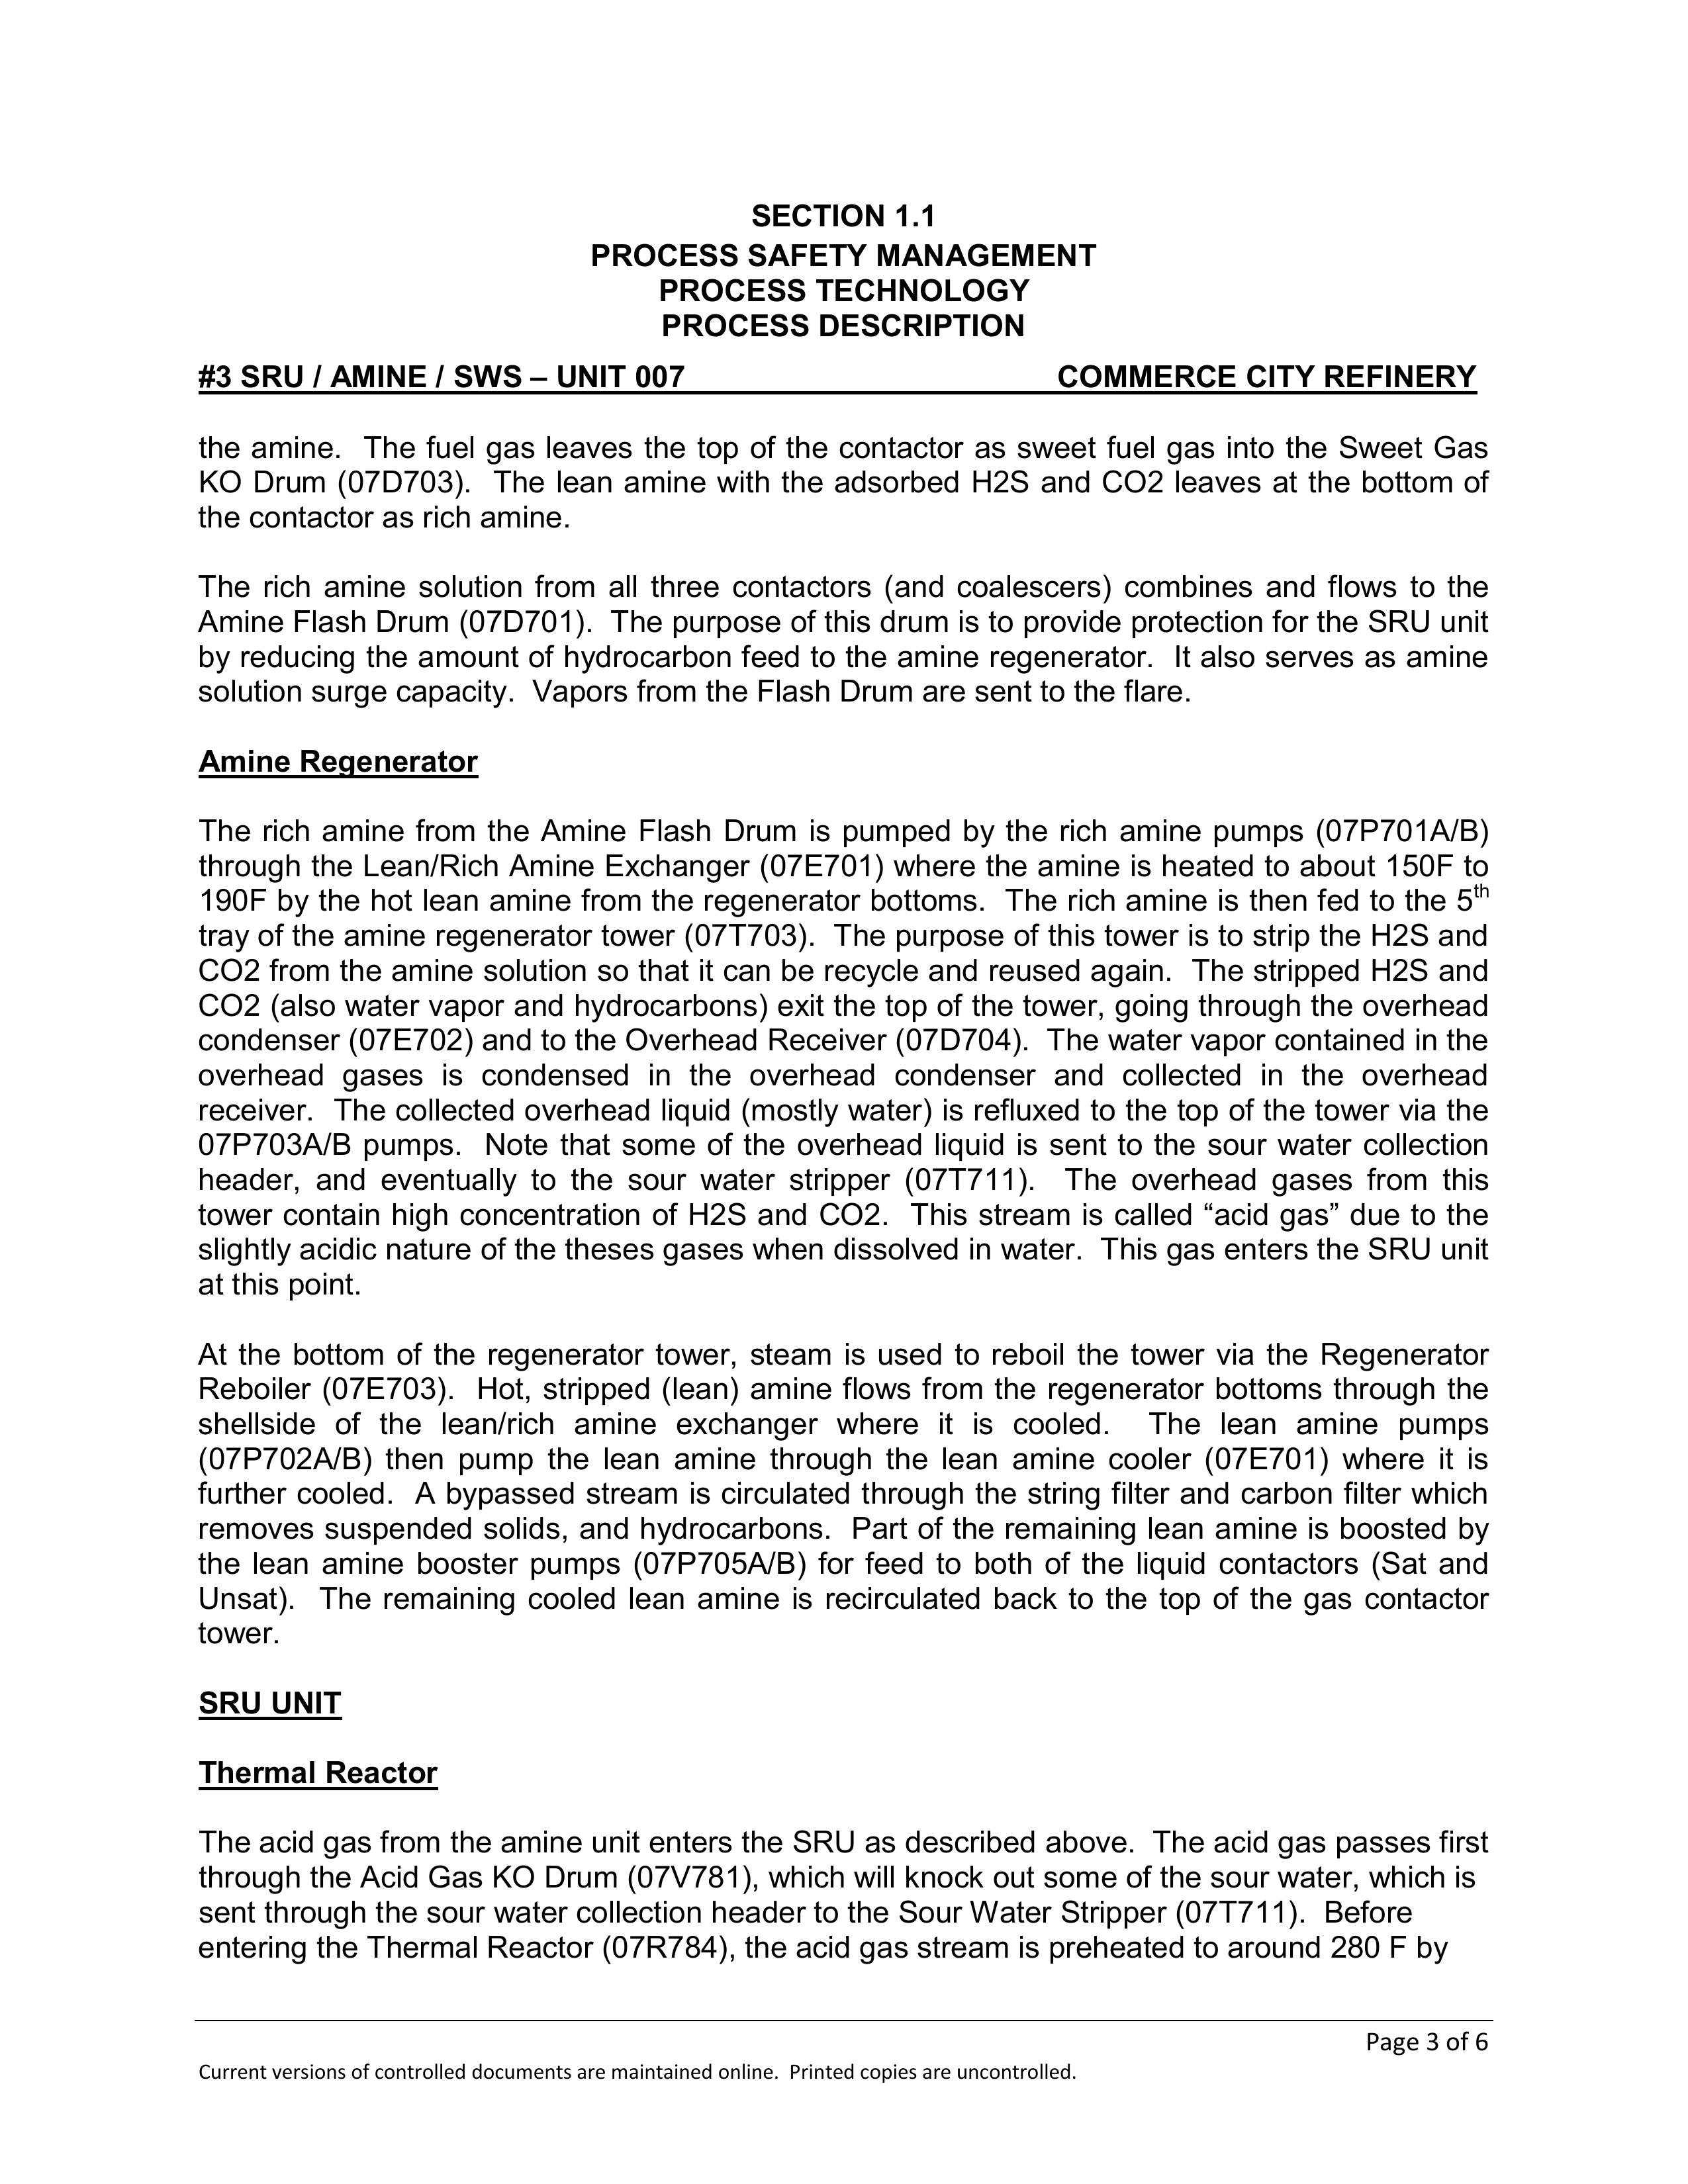 SECTION 1.1
PROCESS SAFETY MANAGEMENT
PROCESS TECHNOLOGY
PROCESS DESCRIPTION
#3 SRU / AMINE / SWS – UNIT 007 COMMERCE CITY REFINERY
the amine. The fuel gas leaves the top of the contactor as sweet fuel gas into the Sweet Gas
KO Drum (07D703). The lean amine with the adsorbed H2S and CO2 leaves at the bottom of
the contactor as rich amine.
The rich amine solution from all three contactors (and coalescers) combines and flows to the
Amine Flash Drum (07D701). The purpose of this drum is to provide protection for the SRU unit
by reducing the amount of hydrocarbon feed to the amine regenerator. It also serves as amine
solution surge capacity. Vapors from the Flash Drum are sent to the flare.
Amine Regenerator
The rich amine from the Amine Flash Drum is pumped by the rich amine pumps (07P701A/B)
through the Lean/Rich Amine Exchanger (07E701) where the amine is heated to about 150F to
190F by the hot lean amine from the regenerator bottoms. The rich amine is then fed to the 5th
tray of the amine regenerator tower (07T703). The purpose of this tower is to strip the H2S and
CO2 from the amine solution so that it can be recycle and reused again. The stripped H2S and
CO2 (also water vapor and hydrocarbons) exit the top of the tower, going through the overhead
condenser (07E702) and to the Overhead Receiver (07D704). The water vapor contained in the
overhead gases is condensed in the overhead condenser and collected in the overhead
receiver. The collected overhead liquid (mostly water) is refluxed to the top of the tower via the
07P703A/B pumps. Note that some of the overhead liquid is sent to the sour water collection
header, and eventually to the sour water stripper (07T711). The overhead gases from this
tower contain high concentration of H2S and CO2. This stream is called “acid gas” due to the
slightly acidic nature of the theses gases when dissolved in water. This gas enters the SRU unit
at this point.
At the bottom of the regenerator tower, steam is used to reboil the tower via the Regenerator
Reboiler (07E703). Hot, stripped (lean) amine flows from the regenerator bottoms through the
shellside of the lean/rich amine exchanger where it is cooled. The lean amine pumps
(07P702A/B) then pump the lean amine through the lean amine cooler (07E701) where it is
further cooled. A bypassed stream is circulated through the string filter and carbon filter which
removes suspended solids, and hydrocarbons. Part of the remaining lean amine is boosted by
the lean amine booster pumps (07P705A/B) for feed to both of the liquid contactors (Sat and
Unsat). The remaining cooled lean amine is recirculated back to the top of the gas contactor
tower.
SRU UNIT
Thermal Reactor
The acid gas from the amine unit enters the SRU as described above. The acid gas passes first
through the Acid Gas KO Drum (07V781), which will knock out some of the sour water, which is
sent through the sour water collection header to the Sour Water Stripper (07T711). Before
entering the Thermal Reactor (07R784), the acid gas stream is preheated to around 280 F by
Page 3 of 6
Current versions of controlled documents are maintained online. Printed copies are uncontrolled.